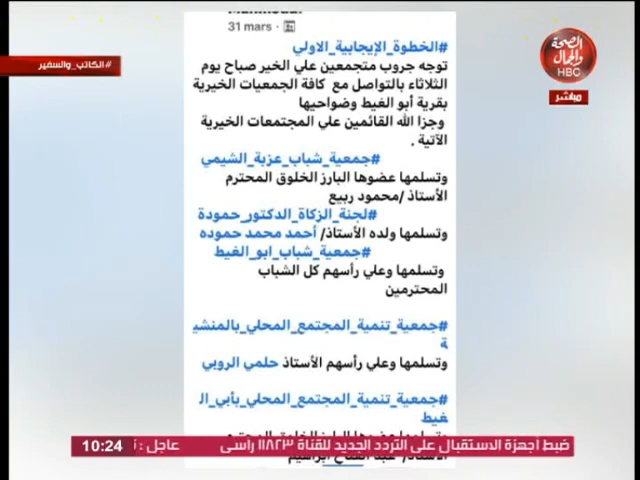 31 mars
#الخطوة_الإيجابية_الاولي
توجه جروب متجمعين علي الخير صباح يوم
الثلاثاء بالتواصل مع كافة الجمعيات الخيرية
بقرية أبو الغيط وضواحيها
وجزا الله القائمين علي المجتمعات الخيرية
الآتية .
#جمعية_شباب_عزبة_الشيمي
وتسلمها عضوها البارز الخلوق المحترم
الأستاذ /محمود ربيع
#لجنة_الزكاة_الدكتور_حمودة
وتسلمها ولده الأستاذ/ أحمد محمد حموده
#جمعية_شباب_ابو_الغيط
وتسلمها وعلي رأسهم كل الشباب
المحترمين
#جمعية_تنمية_المجتمع_المحلي_بالمنشي
ة
وتسلمها وعلي رأسهم الأستاذ حلمي الروبي
#جمعية_تنمية_المجتمع_المحلي_بأبي_ال
غيط
#الكاتب_والسفير
الصحة
والجمال
HBC
مباشر
ضبط أجهزة الاستقبال على التردد الجديد للقناة ١١٨٢٣ رأسى
عاجل :
10:24